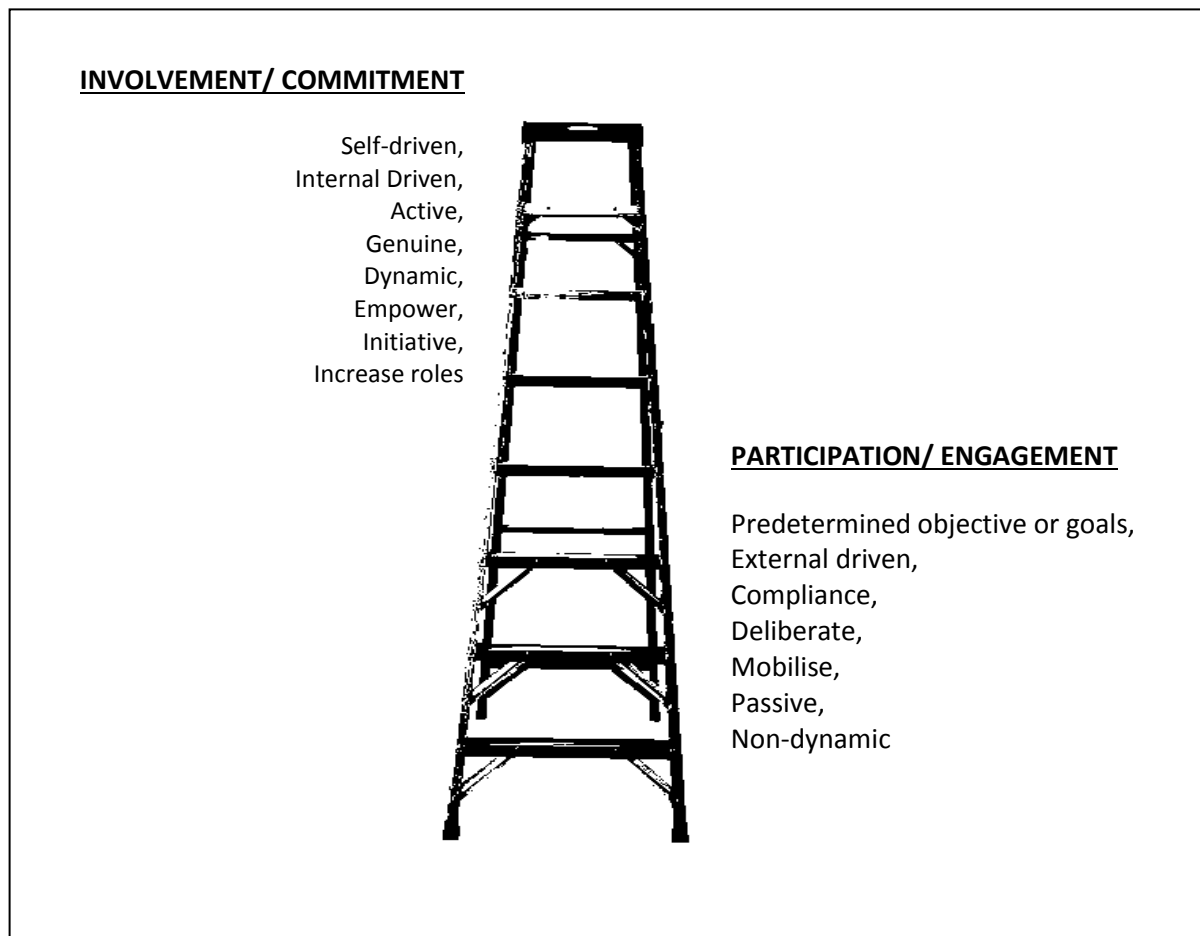 INVOLVEMENT/ COMMITMENT
Self-driven,
Internal Driven,
Active,
Genuine,
Dynamic,
Empower,
Initiative,
Increase roles
PARTICIPATION/ ENGAGEMENT
Predetermined objective or goals,
External driven,
Compliance,
Deliberate,
Mobilise,
Passive,
Non-dynamic